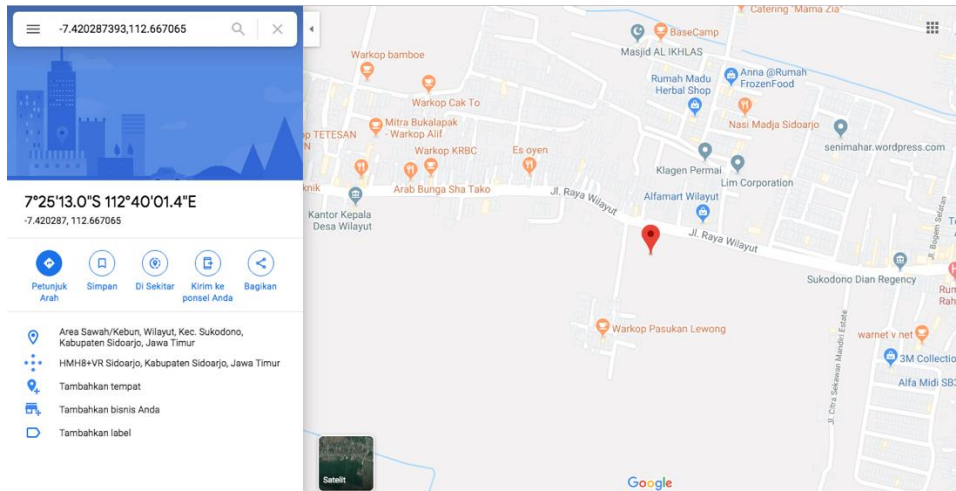 -7.420287393,112.667065
7°25'13.0"S 112°40'01.4"E
-7.420287, 112.667065
Petunjuk
Arah
Simpan
Di Sekitar
Kirim ke
ponsel Anda
Bagikan
Area Sawah/Kebun, Wilayut, Kec. Sukodono,
Kabupaten Sidoarjo, Jawa Timur
HMH8+VR Sidoarjo, Kabupaten Sidoarjo, Jawa Timur
Tambahkan tempat
Tambahkan bisnis Anda
Tambahkan label
Catering "Mama Zia"
BaseCamp
Masjid AL IKHLAS
Warkop bamboe
Rumah Madu
Herbal Shop
Anna @Rumah
FrozenFood
Warkop Cak To
Mitra Bukalapak
- Warkop Alif
TETESAN
Nasi Madja Sidoarjo
senimahar.wordpress.com
Warkop KRBC
Es oyen
Klagen Permai
Lim Corporation
Arab Bunga Sha Tako
Jl. Raya Wilayut
Alfamart Wilayut
Kantor Kepala
Desa Wilayut
Jl. Raya Wilayut
Jl. Bogem Selatan
Sukodono Dian Regency
Warkop Pasukan Lewong
warnet v net
3M Collectio
Alfa Midi SB
Jl. Citra Sekawan Mandiri Estate
Satelit
Google